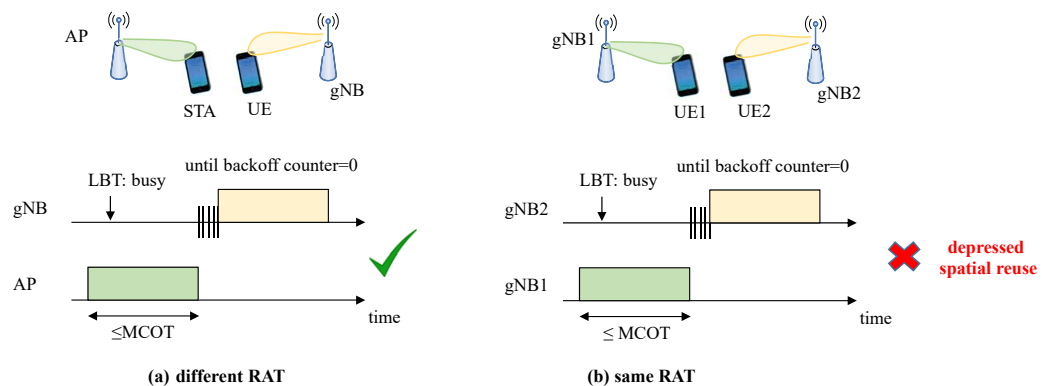 AP
gNB
STA
UE
until backoff counter=0
LBT: busy
gNB
AP
time
≤MCOT
(a) different RAT
gNB1
gNB2
UE1
UE2
until backoff counter=0
LBT: busy
gNB2
depressed
spatial reuse
gNB1
time
≤ MCOT
(b) same RAT